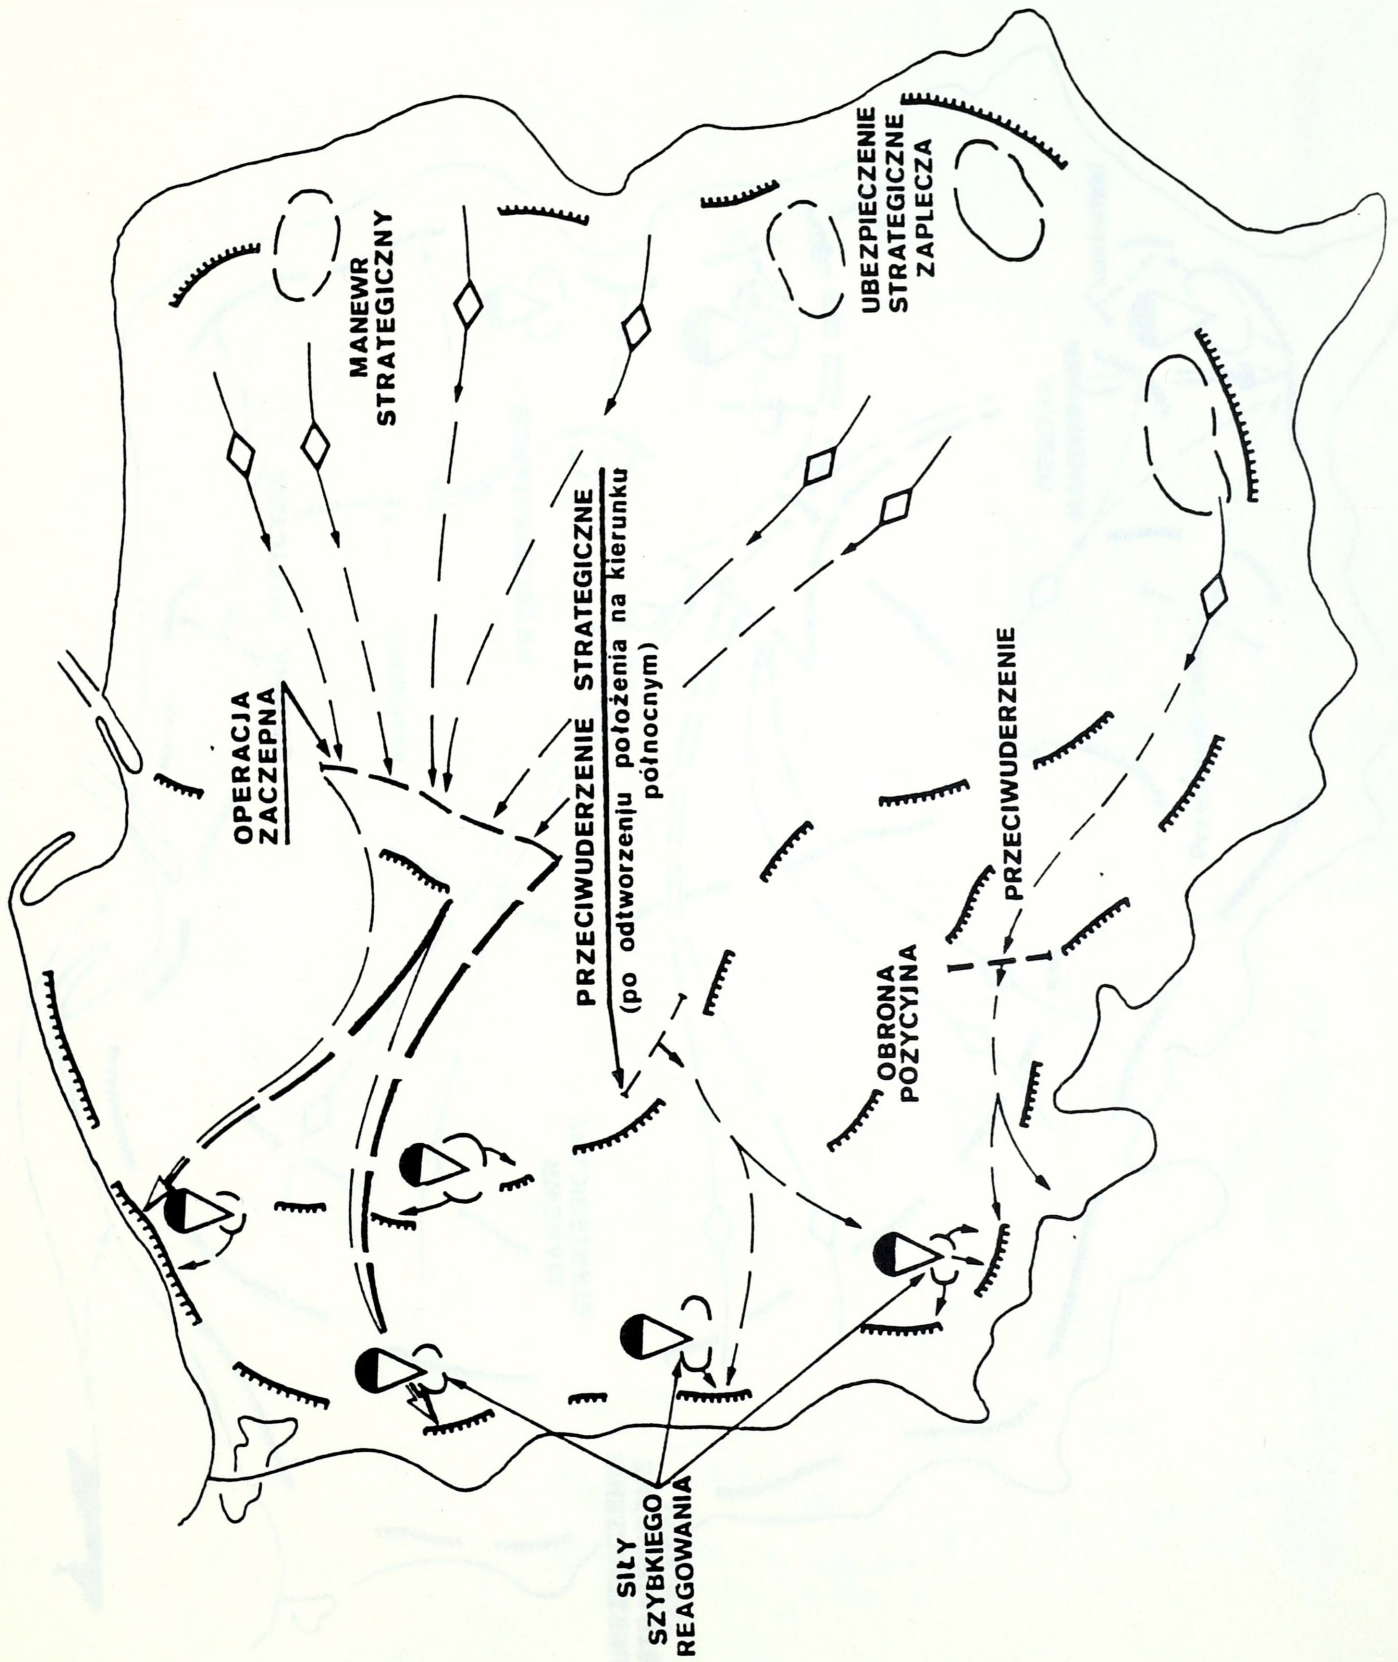 MANEWR
STRATEGICZNY
UBEZPIECZENIE
STRATEGICZNE
ZAPLECZA
OPERACJA
ZACZEPNA
PRZECIWUDERZENIE STRATEGICZNE
(po odtworzenju położenia na kierunku
północnym)
PRZECIWUDERZENIE
OBRONA
POZYCYJNA
SIŁY
SZYBKIEGO
REAGOWANIA